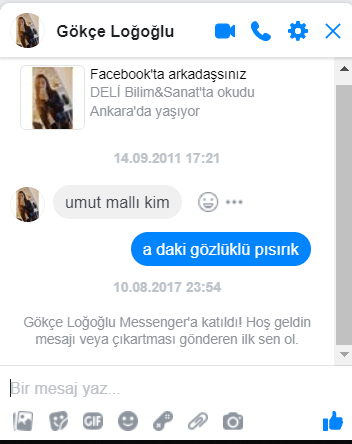 Gökçe Loğoğlu
Facebook'ta arkadaşsınız
DELİ Bilim&Sanat'ta okudu
Ankara'da yaşıyor
14.09.2011 17:21
umut mallı kim
a daki gözlüklü pısırık
10.08.2017 23:54
Gökçe Loğoğlu Messenger'a katıldı! Hoş geldin
mesajı veya çıkartması gönderen ilk sen ol.
Bir mesaj yaz...
GIF